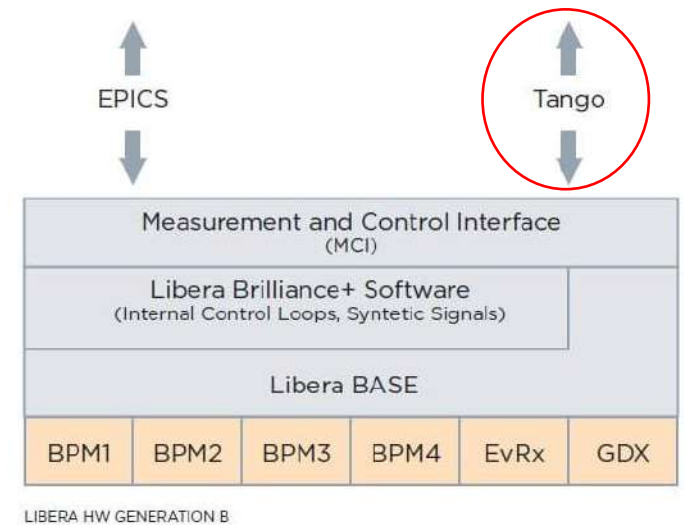 EPICS
Tango
Measurement and Control Interface
(MCI)
Libera Brilliance+ Software
(Internal Control Loops, Syntetic Signals)
Libera BASE
BPM1 BPM2 BPM3 BPM4 EvRx GDX
LIBERA HW GENERATION B